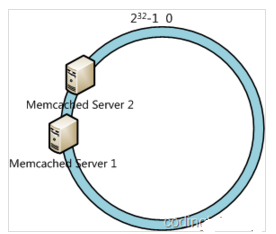 2³²-1 0
Memcached Server 2
Memcached Server 1